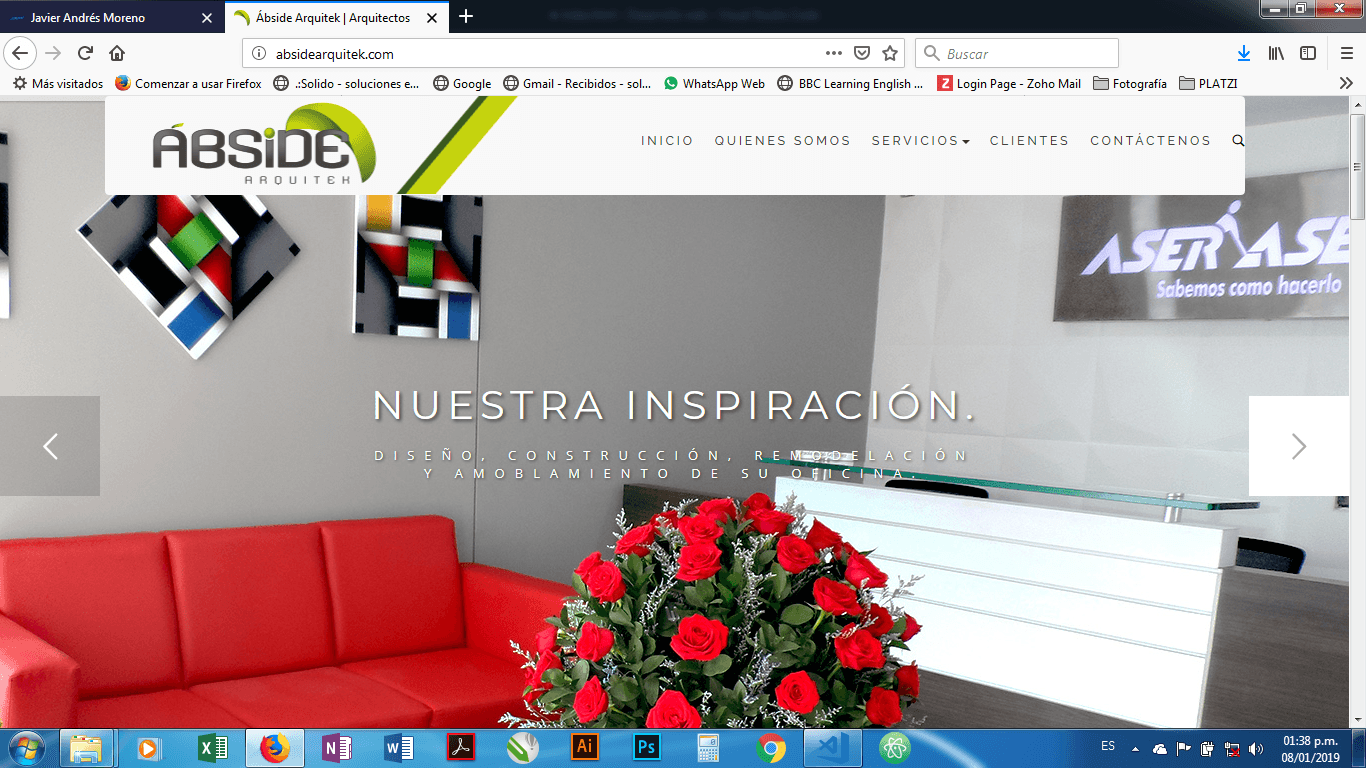 Javier Andrés Moreno
Ábside Arquitek | Arquitectos
absidearquitek.com
Buscar
Más visitados
Comenzar a usar Firefox
.:Solido - soluciones e...
Google
Gmail - Recibidos - sol...
WhatsApp Web
BBC Learning English ...
Login Page - Zoho Mail
Fotografía
PLATZI
ÁBSIDE
ARQUITEK
INICIO
QUIENES SOMOS
SERVICIOS
CLIENTES
CONTÁCTENOS
ASERIASE
Sabemos como hacerlo
NUESTRA INSPIRACIÓN.
DISEÑO, CONSTRUCCIÓN, REMODELACIÓN
Y AMOBLAMIENTO DE SU OFICINA.
Ai
Ps
ES
01:38 p.m.
08/01/2019